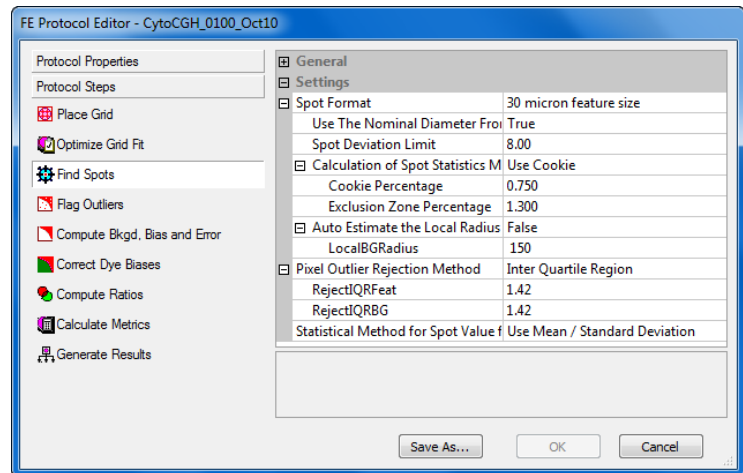 FE Protocol Editor - CytoCGH_0100_Oct10
Protocol Properties
Protocol Steps
Place Grid
Optimize Grid Fit
Find Spots
Flag Outliers
Compute Bkgd, Bias and Error
Correct Dye Biases
Compute Ratios
Calculate Metrics
Generate Results
General
Settings
Spot Format 30 micron feature size
Use The Nominal Diameter Fror True
Spot Deviation Limit 8.00
Calculation of Spot Statistics M Use Cookie
Cookie Percentage 0.750
Exclusion Zone Percentage 1.300
Auto Estimate the Local Radius False
LocalBGRadius 150
Pixel Outlier Rejection Method Inter Quartile Region
RejectIQRFeat 1.42
RejectIQRBG 1.42
Statistical Method for Spot Value f Use Mean / Standard Deviation
Save As... OK Cancel